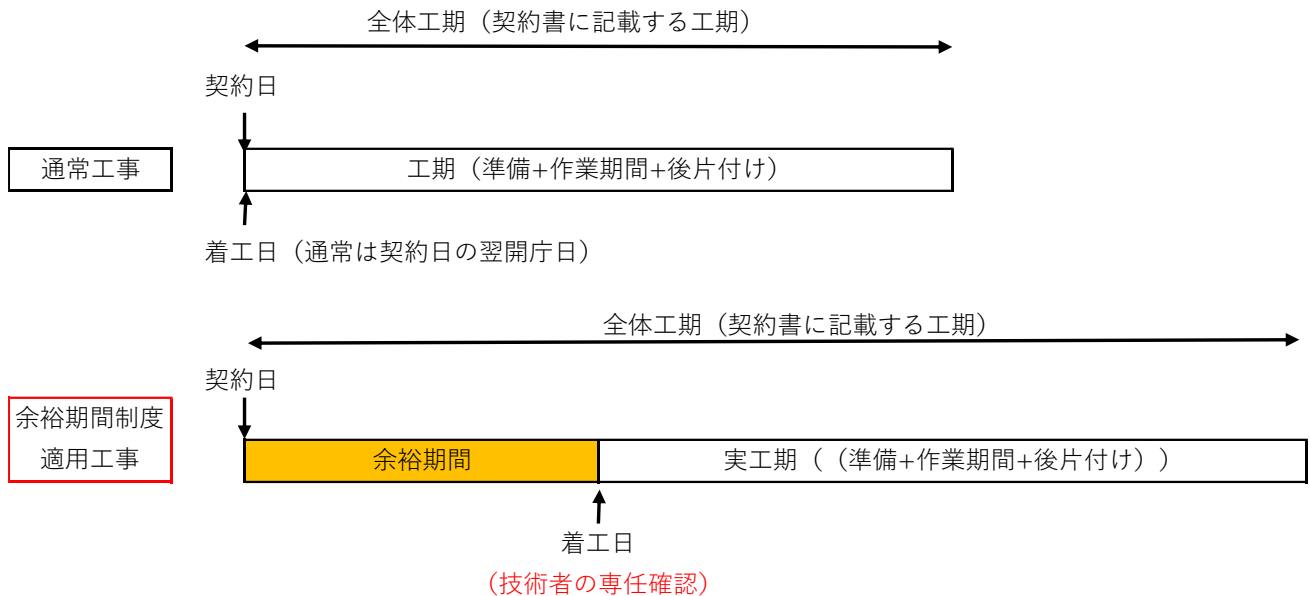 全体工期（契約書に記載する工期）
契約日
通常工事
工期（準備+作業期間+後片付け）
着工日（通常は契約日の翌開庁日）
全体工期（契約書に記載する工期）
契約日
余裕期間制度
適用工事
余裕期間
実工期（（準備+作業期間+後片付け））
着工日
（技術者の専任確認）